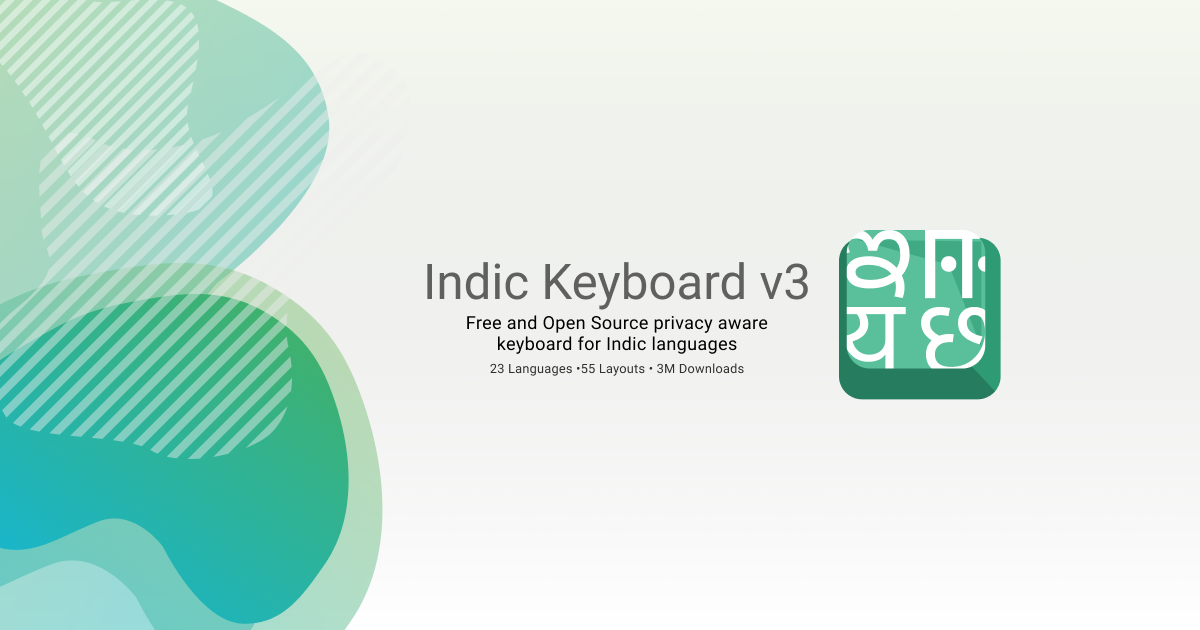 Indic Keyboard v3
Free and Open Source privacy aware
keyboard for Indic languages
23 Languages •55 Layouts • 3M Downloads
य